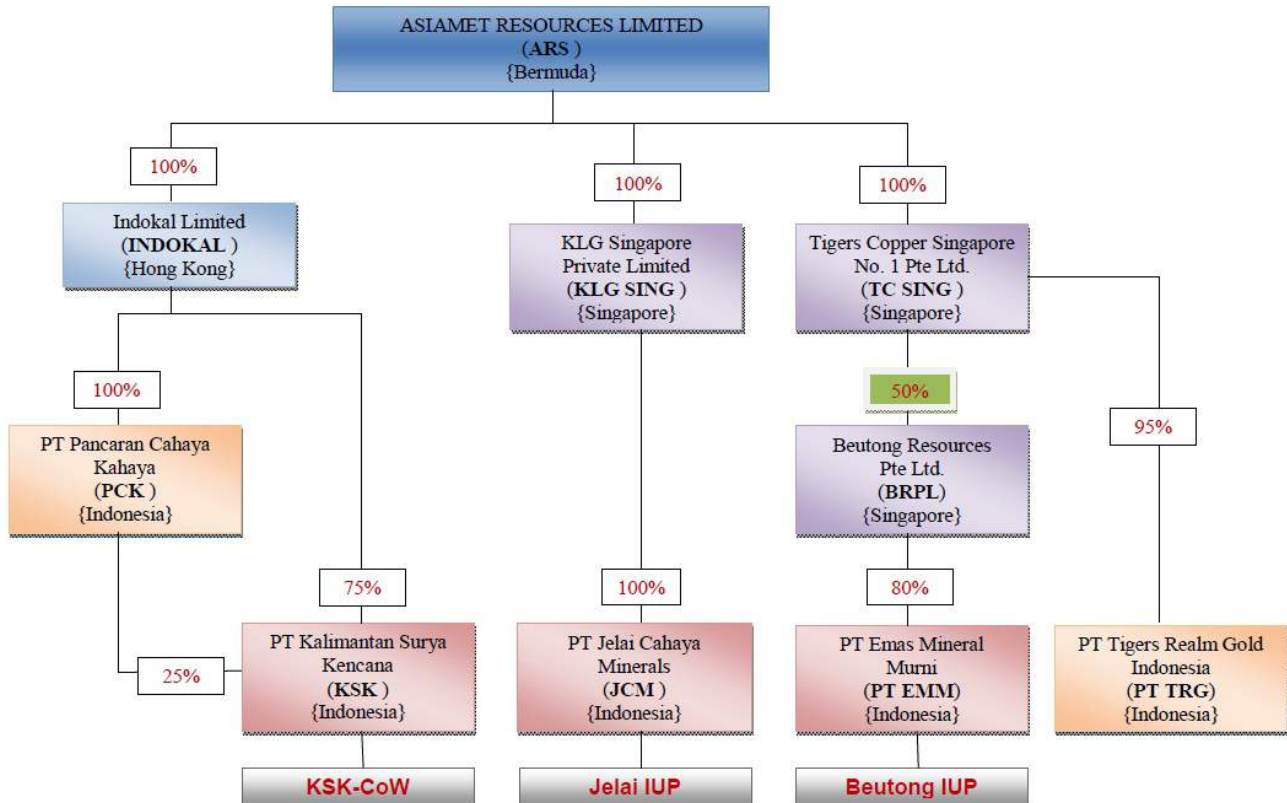 ASIAMET RESOURCES LIMITED
(ARS )
{Bermuda}
100%
100%
100%
Indokal Limited
(INDOKAL )
{Hong Kong}
KLG Singapore
Private Limited
(KLG SING )
{Singapore}
Tigers Copper Singapore
No. 1 Pte Ltd.
(TC SING )
{Singapore}
100%
50%
95%
PT Pancaran Cahaya
Kahaya
(PCK )
{Indonesia}
Beutong Resources
Pte Ltd.
(BRPL)
{Singapore}
75%
100%
80%
25%
PT Kalimantan Surya
Kencana
(KSK )
{Indonesia}
PT Jelai Cahaya
Minerals
(JCM )
{Indonesia}
PT Emas Mineral
Murni
(PT EMM)
{Indonesia}
PT Tigers Realm Gold
Indonesia
(PT TRG)
{Indonesia}
KSK-CoW
Jelai IUP
Beutong IUP